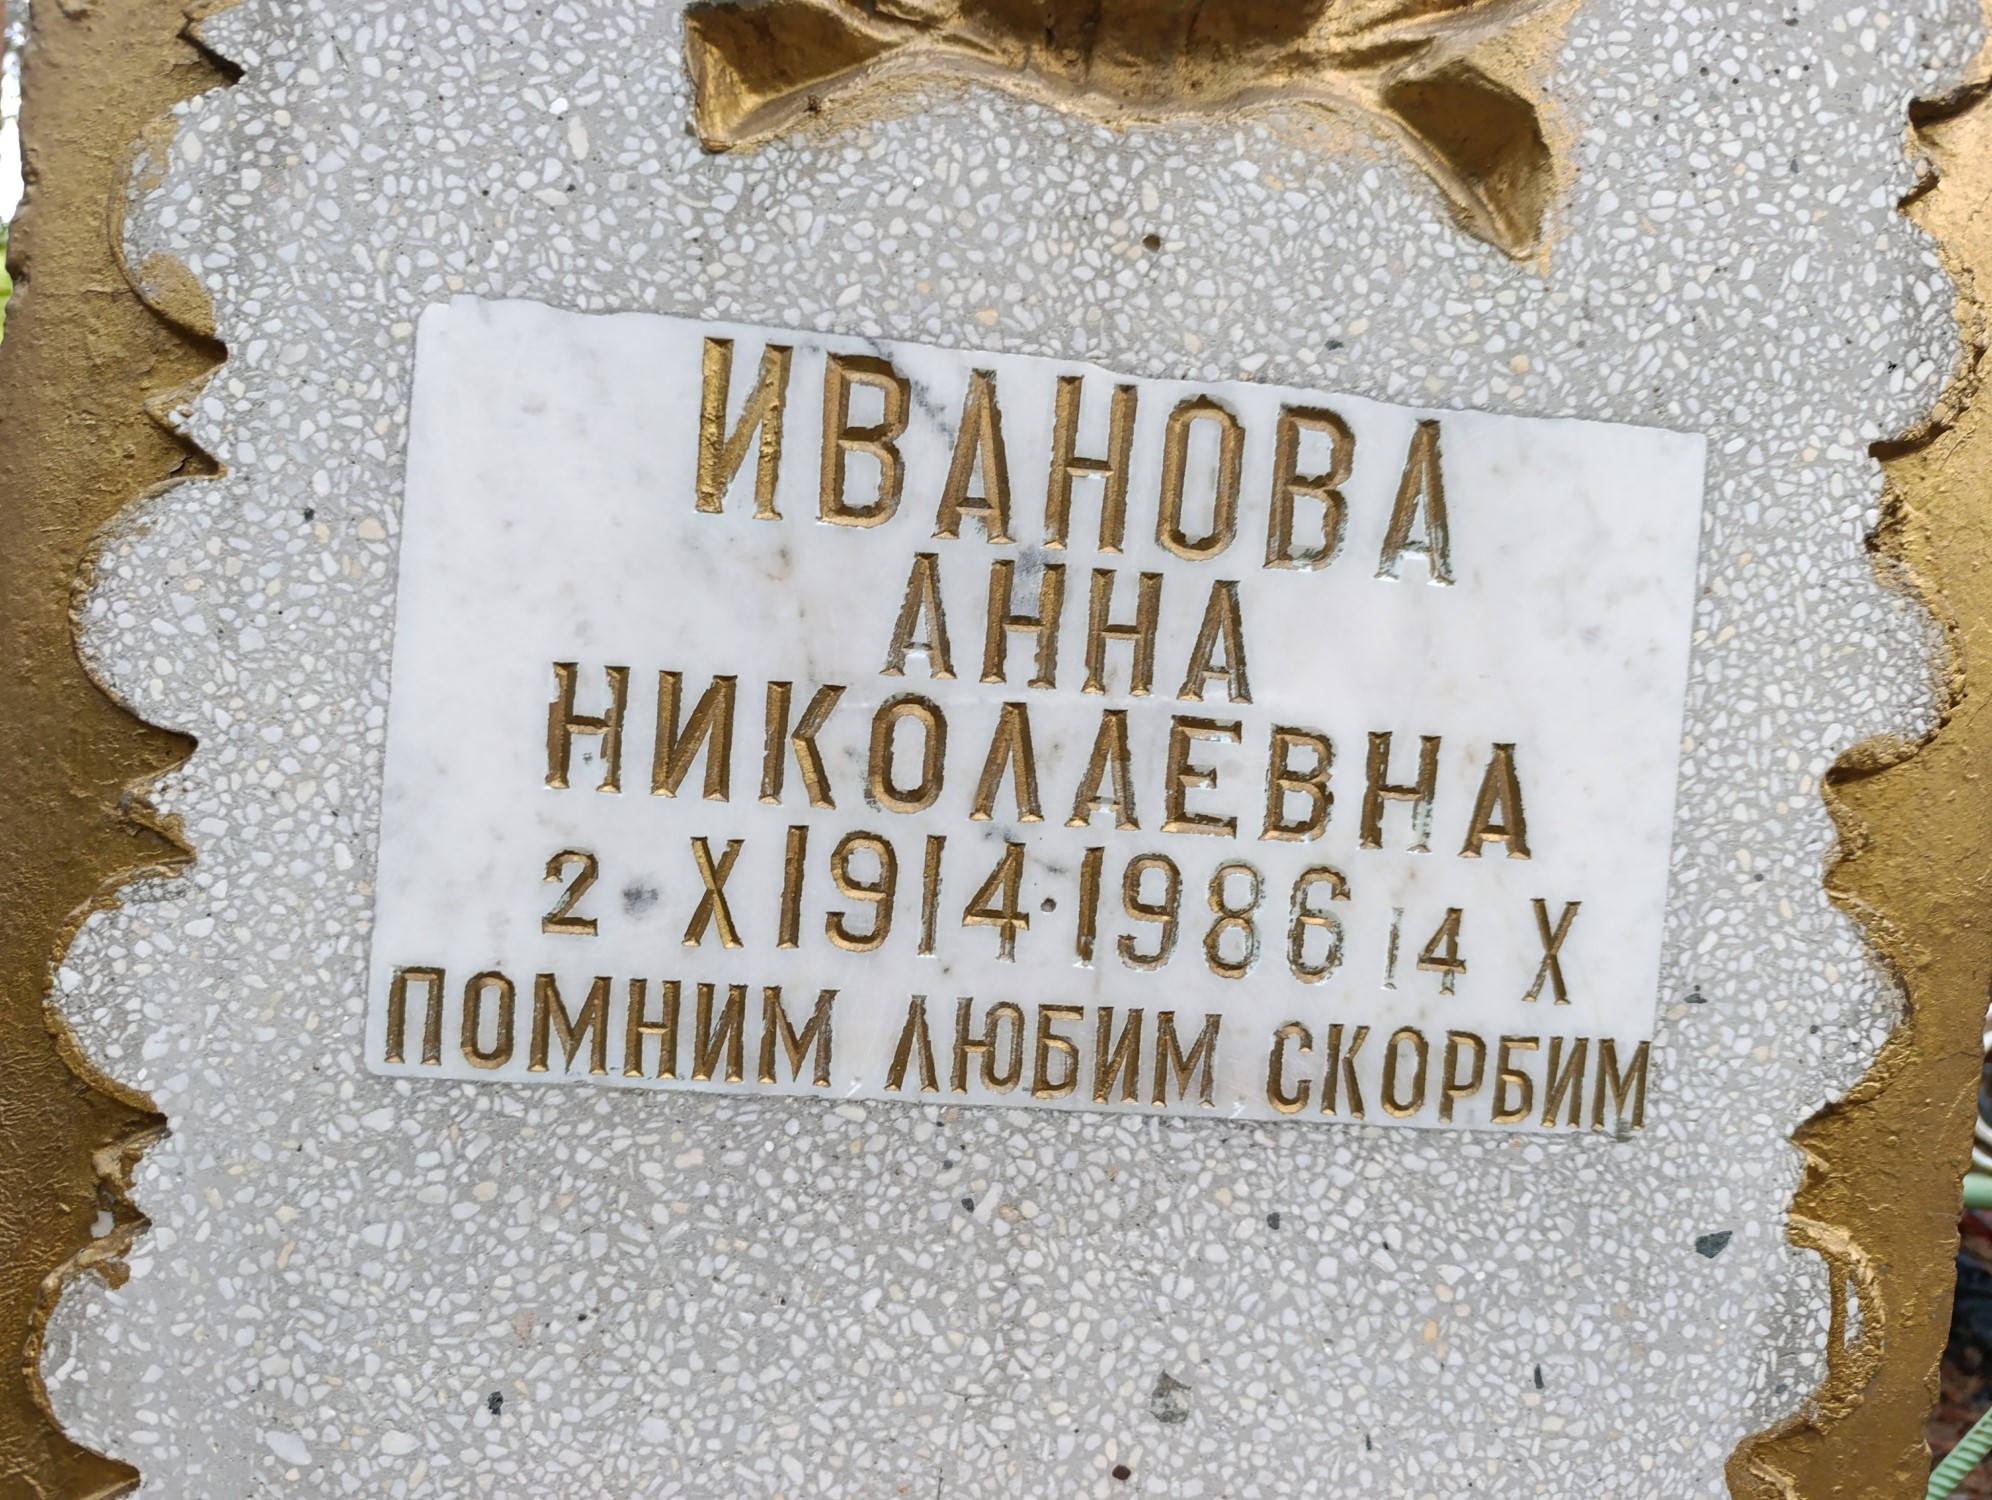 ИВАНОВА
АННА
НИКОЛАЕВНА
2 X 1914·1986 14 X
ПОМНИМ ЛЮБИМ СКОРБИМ